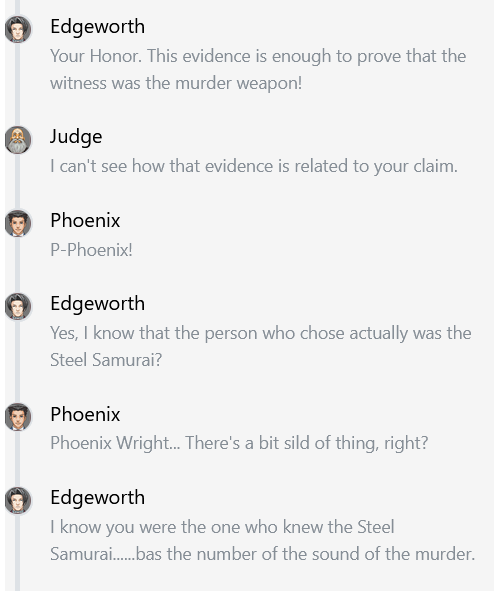 Edgeworth
Your Honor. This evidence is enough to prove that the
witness was the murder weapon!
Judge
I can't see how that evidence is related to your claim.
Phoenix
P-Phoenix!
Edgeworth
Yes, I know that the person who chose actually was the
Steel Samurai?
Phoenix
Phoenix Wright... There's a bit sild of thing, right?
Edgeworth
I know you were the one who knew the Steel
Samurai......bas the number of the sound of the murder.